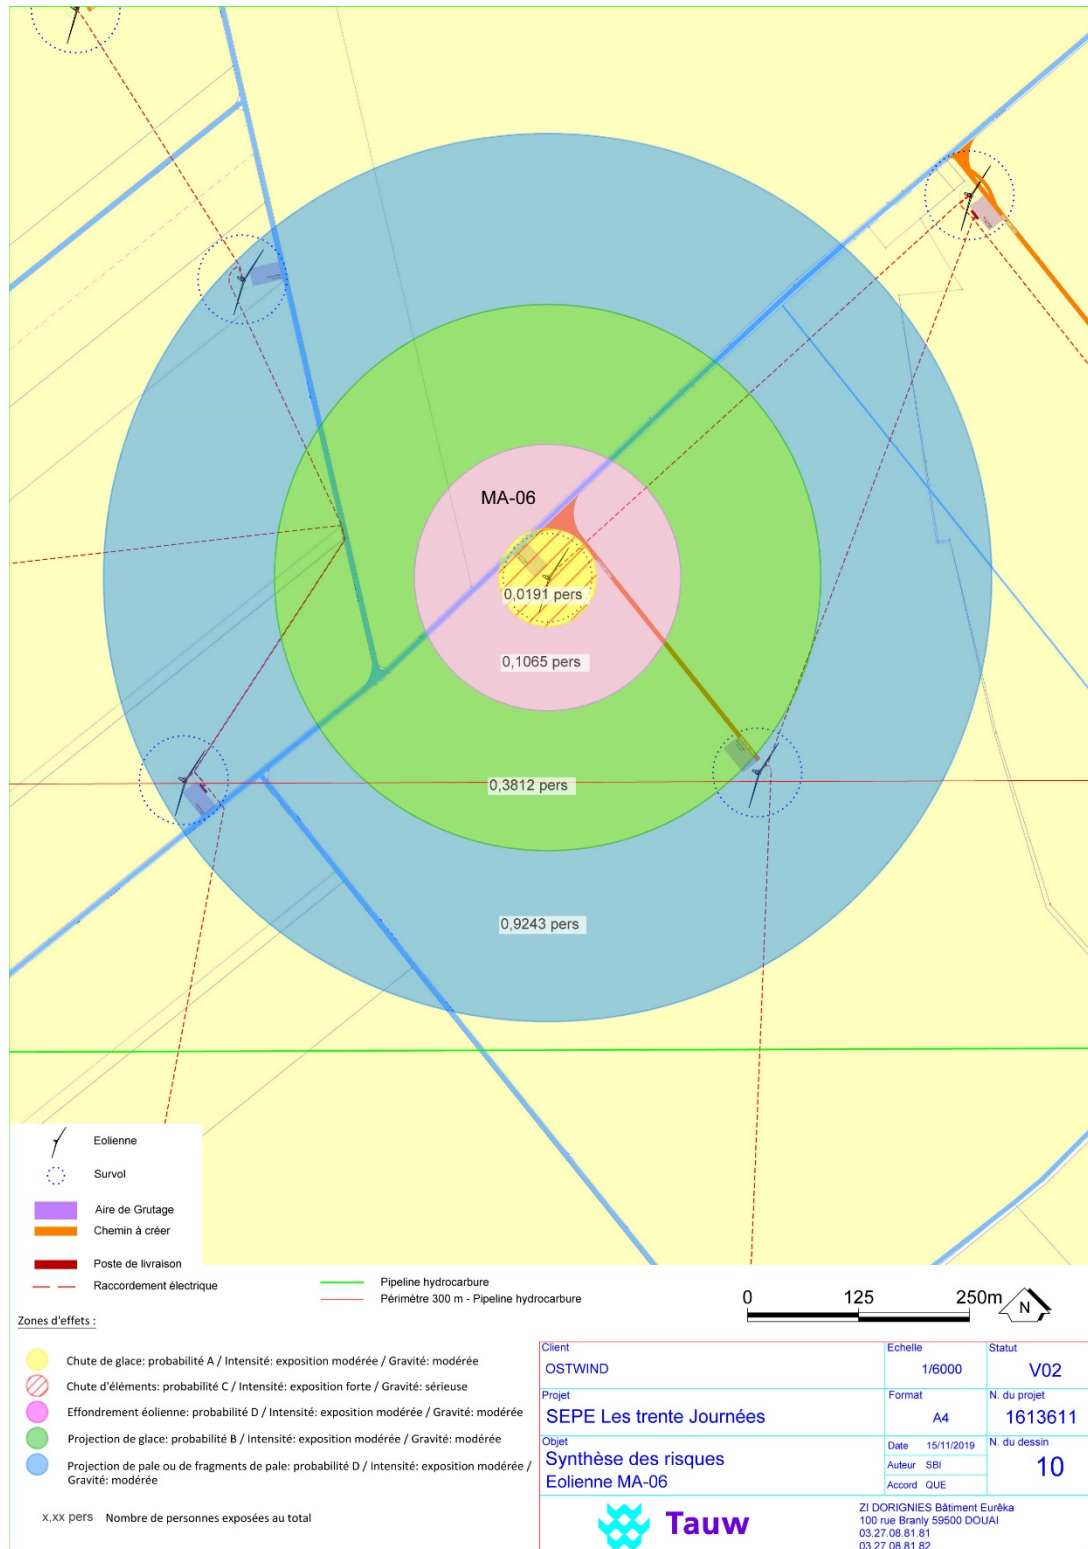 MA-06
0,0191 pers
0,1065 pers
0,3812 pers
0,9243 pers
Eolienne
Survol
Aire de Grutage
Chemin à créer
Poste de livraison
Raccordement électrique
Pipeline hydrocarbure
Périmètre 300 m - Pipeline hydrocarbure
0 125 250m
N
Zones d'effets :
Chute de glace: probabilité A / Intensité: exposition modérée / Gravité: modérée
Chute d'éléments: probabilité C / Intensité: exposition forte / Gravité: sérieuse
Effondrement éolienne: probabilité D / Intensité: exposition modérée / Gravité: modérée
Projection de glace: probabilité B / Intensité: exposition modérée / Gravité: modérée
Projection de pale ou de fragments de pale: probabilité D / Intensité: exposition modérée /
Gravité: modérée
x,xx pers Nombre de personnes exposées au total
Client
OSTWIND
Echelle
1/6000
Statut
V02
Projet
SEPE Les trente Journées
Format
A4
N. du projet
1613611
Objet
Synthèse des risques
Eolienne MA-06
Date 15/11/2019
Auteur SBI
Accord QUE
N. du dessin
10
Tauw
ZI DORIGNIES Bâtiment Eurêka
100 rue Branly 59500 DOUAI
03.27.08.81.81
03.27.08.81.82